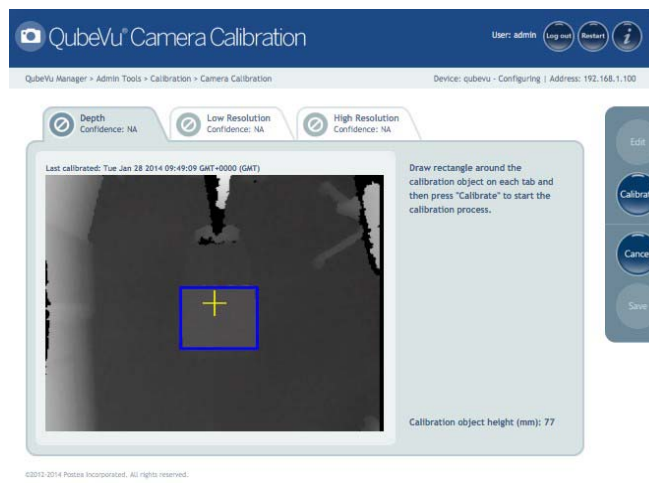 QubeVu® Camera Calibration
User: admin
Log out
Restart
i
QubeVu Manager > Admin Tools > Calibration > Camera Calibration
Device: qubevu - Configuring | Address: 192.168.1.100
Depth
Confidence: NA
Low Resolution
Confidence: NA
High Resolution
Confidence: NA
Last calibrated: Tue Jan 28 2014 09:49:09 GMT+0000 (GMT)
Draw rectangle around the
calibration object on each tab and
then press "Calibrate" to start the
calibration process.
Edit
Calibrat
Cance
Save
Calibration object height (mm): 77
©2012-2014 Postea Incorporated. All rights reserved.